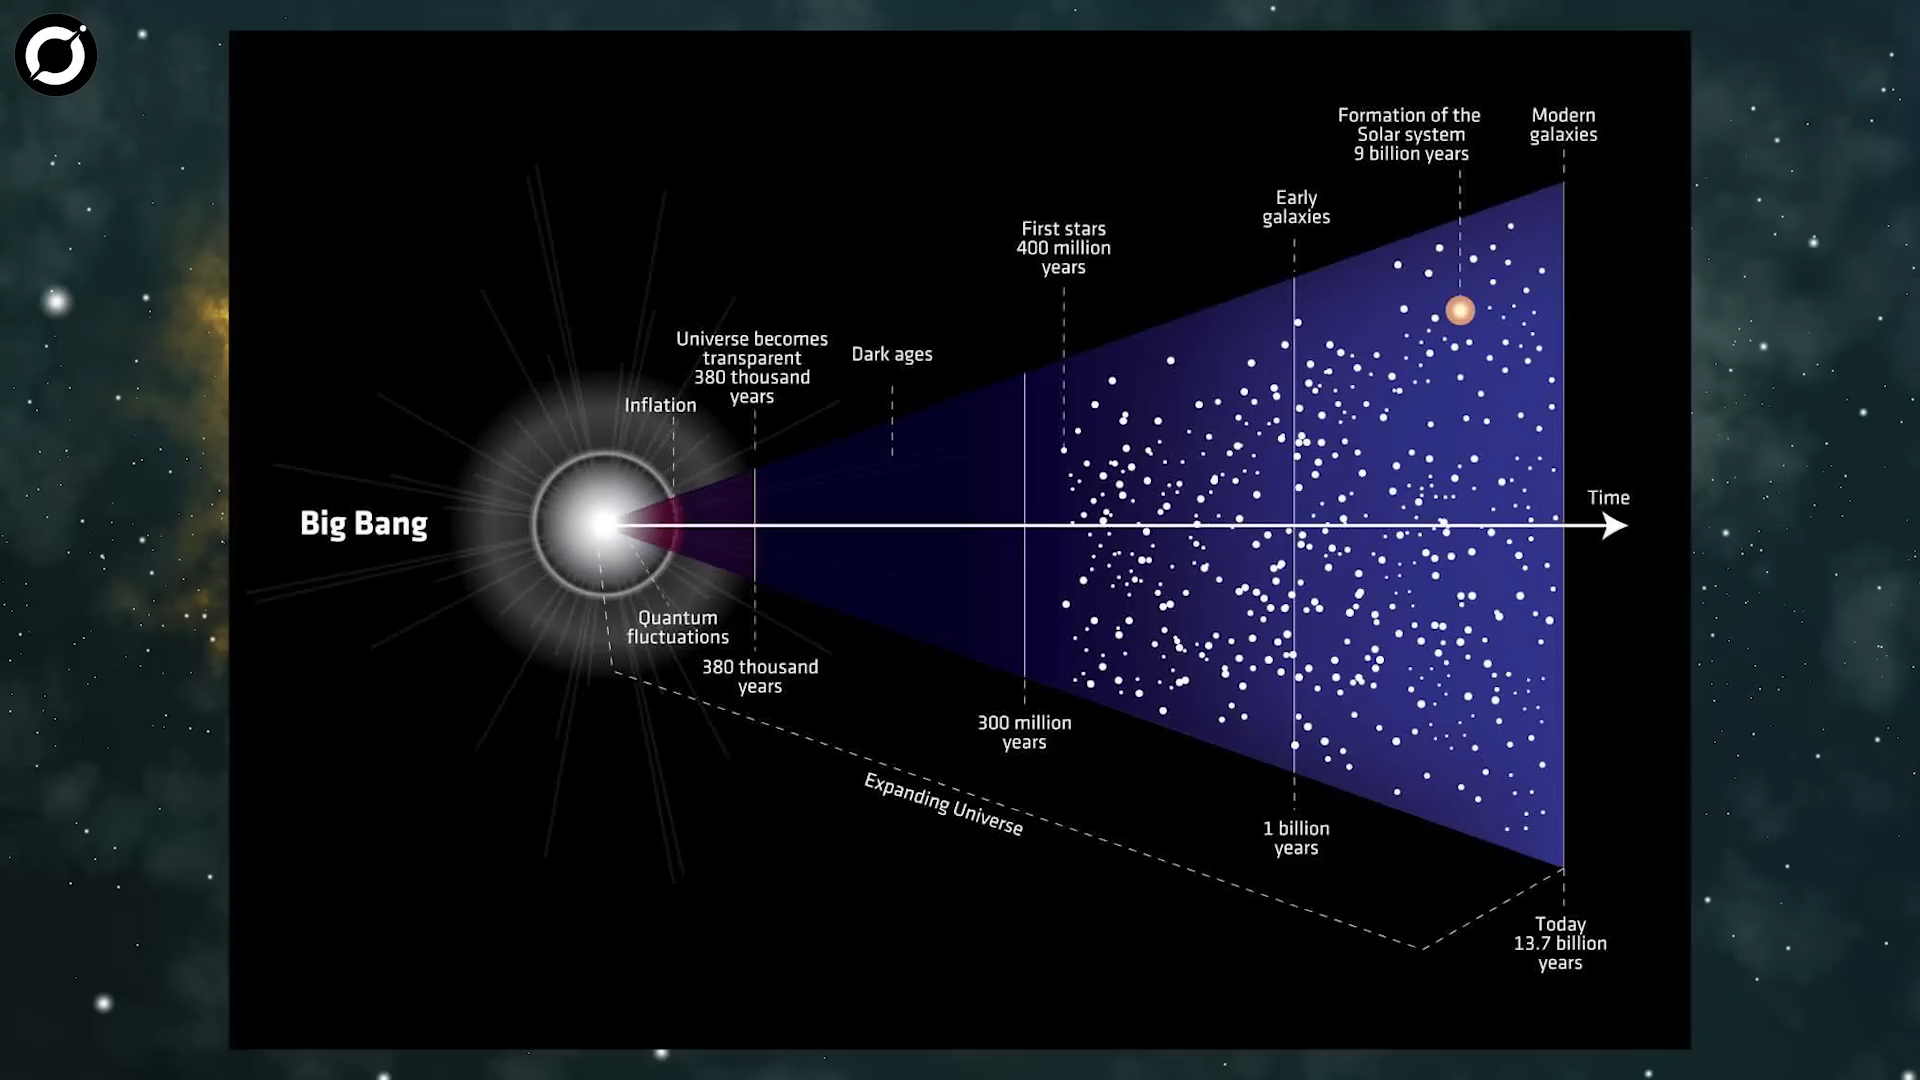 Formation of the
Solar system
9 billion years
Modern
galaxies
Early
galaxies
First stars
400 million
years
Universe becomes
transparent
380 thousand
years
Dark ages
Inflation
Big Bang
Time
Quantum
fluctuations
380 thousand
years
300 million
years
Expanding Universe
1 billion
years
Today
13.7 billion
years